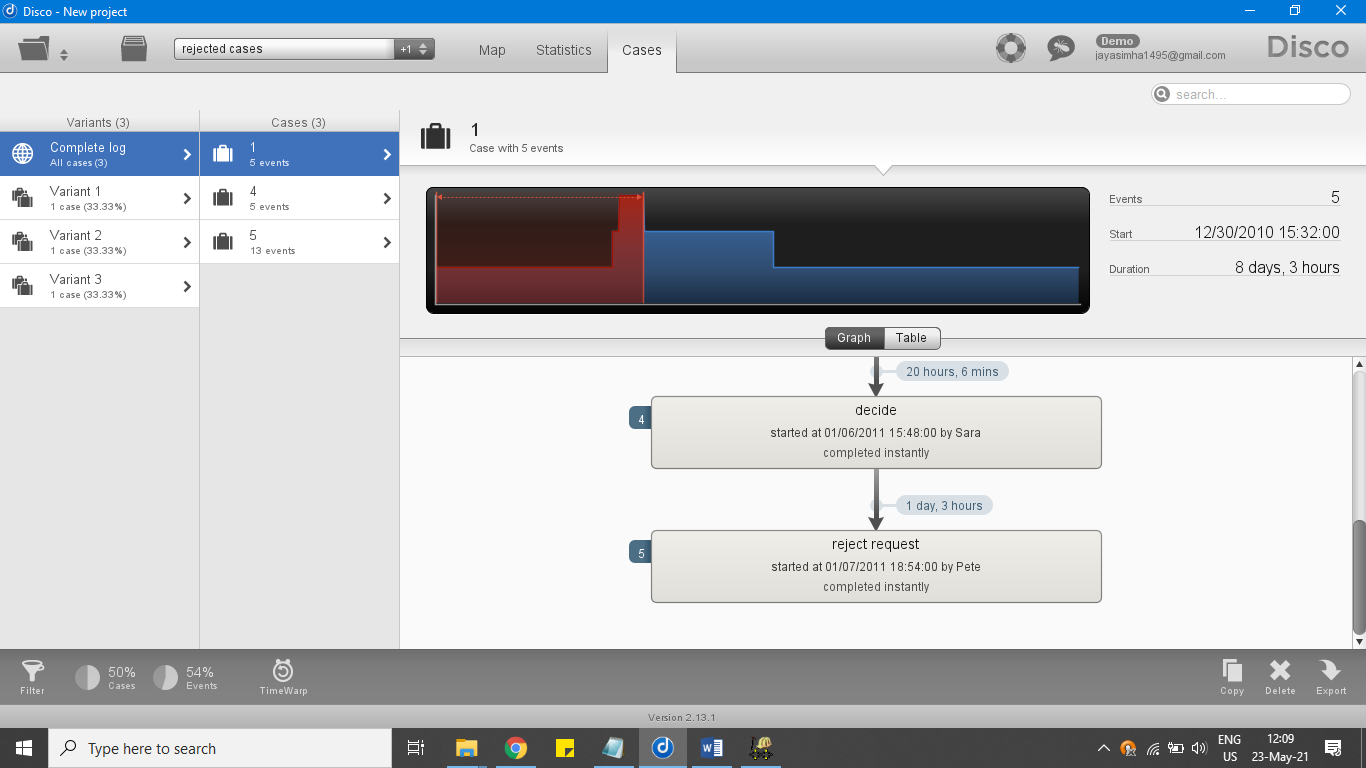 Disco - New project
rejected cases
+1
Map
Statistics
Cases
Demo
jayasimha1495@gmail.com
Disco
search...
Variants (3)
Complete log
All cases (3)
Variant 1
1 case (33.33%)
Variant 2
1 case (33.33%)
Variant 3
1 case (33.33%)
Cases (3)
1
5 events
4
5 events
5
13 events
1
Case with 5 events
Events 5
Start 12/30/2010 15:32:00
Duration 8 days, 3 hours
Graph
Table
20 hours, 6 mins
4
decide
started at 01/06/2011 15:48:00 by Sara
completed instantly
1 day, 3 hours
5
reject request
started at 01/07/2011 18:54:00 by Pete
completed instantly
Filter
50%
Cases
54%
Events
TimeWarp
Copy
Delete
Export
Version 2.13.1
Type here to search
ENG
US
12:09
23-May-21